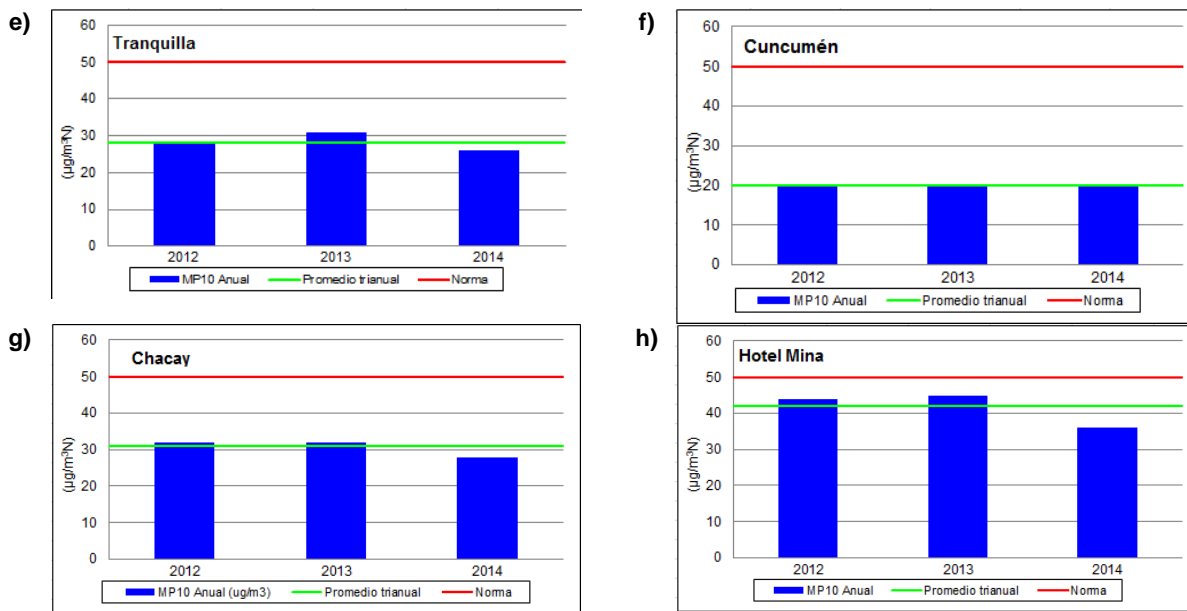 e)
Tranquilla
60
50
40
30
20
10
0
(µg/m³N)
2012 2013 2014
MP10 Anual Promedio trianual Norma
f)
Cuncumén
60
50
40
30
20
10
0
(µg/m³N)
2012 2013 2014
MP10 Anual Promedio trianual Norma
g)
Chacay
60
50
40
30
20
10
0
(µg/m³N)
2012 2013 2014
MP10 Anual (ug/m3) Promedio trianual Norma
h)
Hotel Mina
60
50
40
30
20
10
0
(µg/m³N)
2012 2013 2014
MP10 Anual Promedio trianual Norma